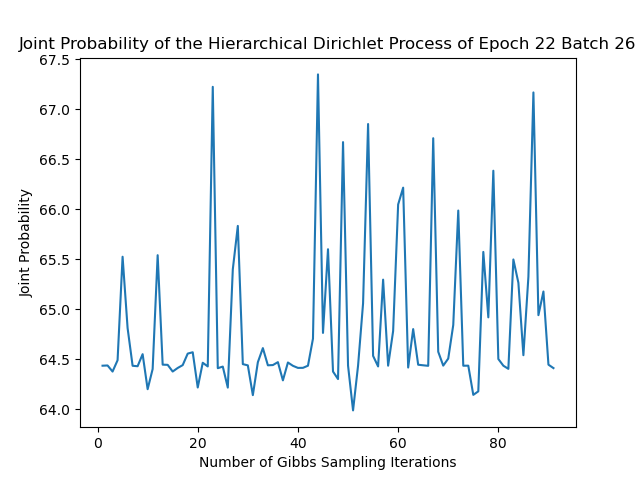 Joint Probability of the Hierarchical Dirichlet Process of Epoch 22 Batch 26
67.5
67.0
66.5
66.0
65.5
65.0
64.5
64.0
Joint Probability
0 20 40 60 80
Number of Gibbs Sampling Iterations